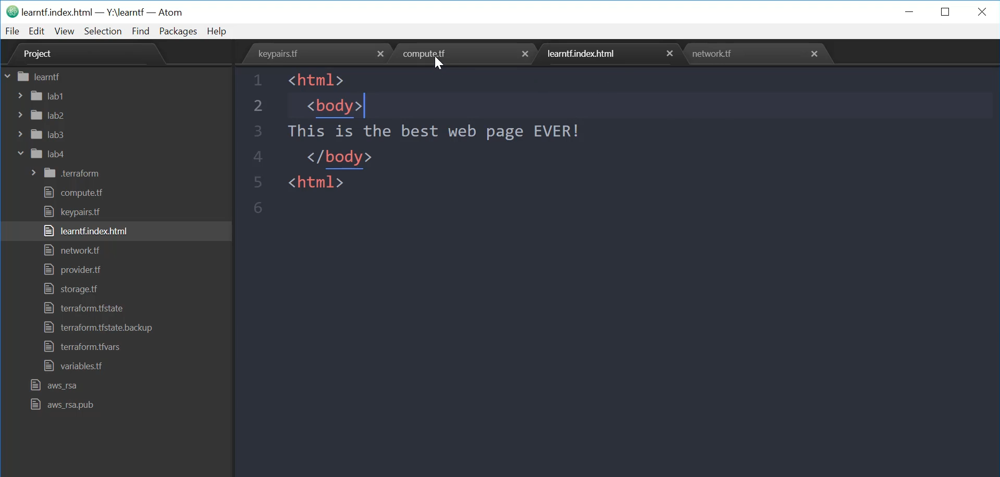 learntf.index.html — Y:\learntf — Atom
File Edit View Selection Find Packages Help
Project
keypairs.tf
compute.tf
learntf.index.html
network.tf
learntf
lab1
lab2
lab3
lab4
.terraform
compute.tf
keypairs.tf
learntf.index.html
network.tf
provider.tf
storage.tf
terraform.tfstate
terraform.tfstate.backup
terraform.tfvars
variables.tf
aws_rsa
aws_rsa.pub
1 <html>
2 <body>
3 This is the best web page EVER!
4 </body>
5 <html>
6